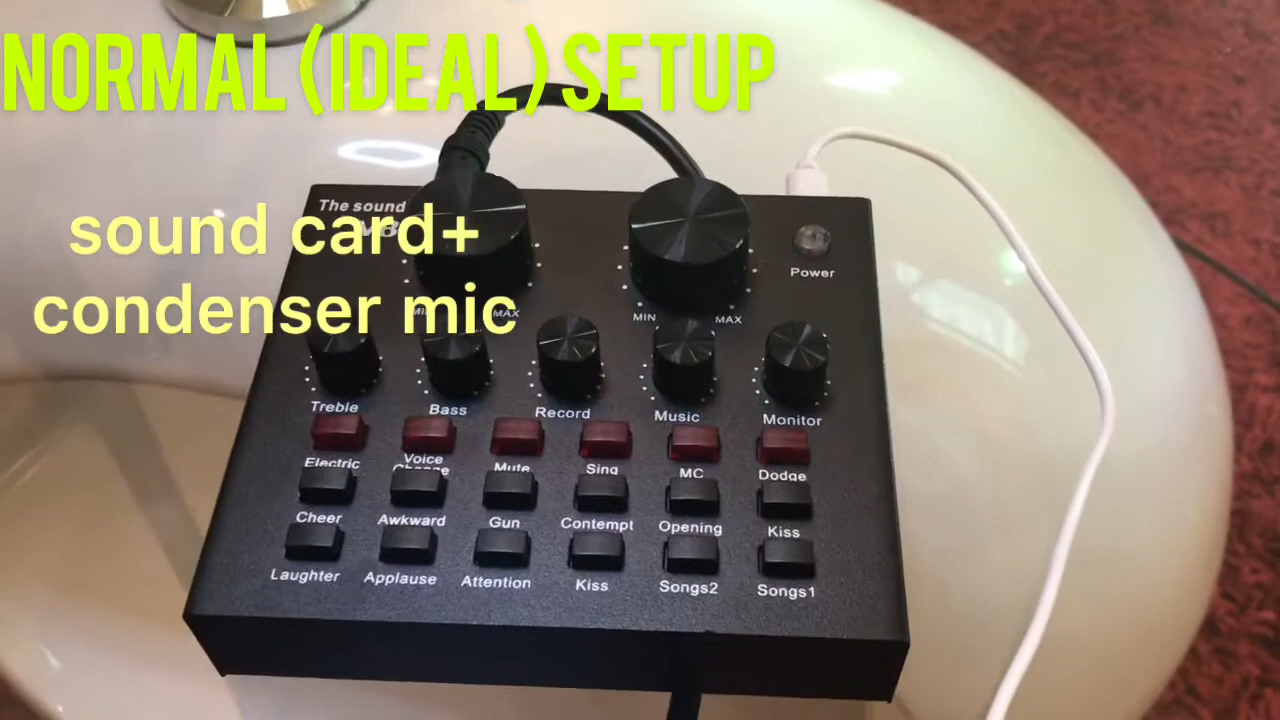 NORMAL (IDEAL) SETUP
The sound
sound card+
Power
condenser mic
MAX
MIN MAX
Treble Bass Record Music Monitor
Electric Voice Change Mute Sing MC Dodge
Cheer Awkward Gun Contempt Opening Kiss
Laughter Applause Attention Kiss Songs2 Songs1